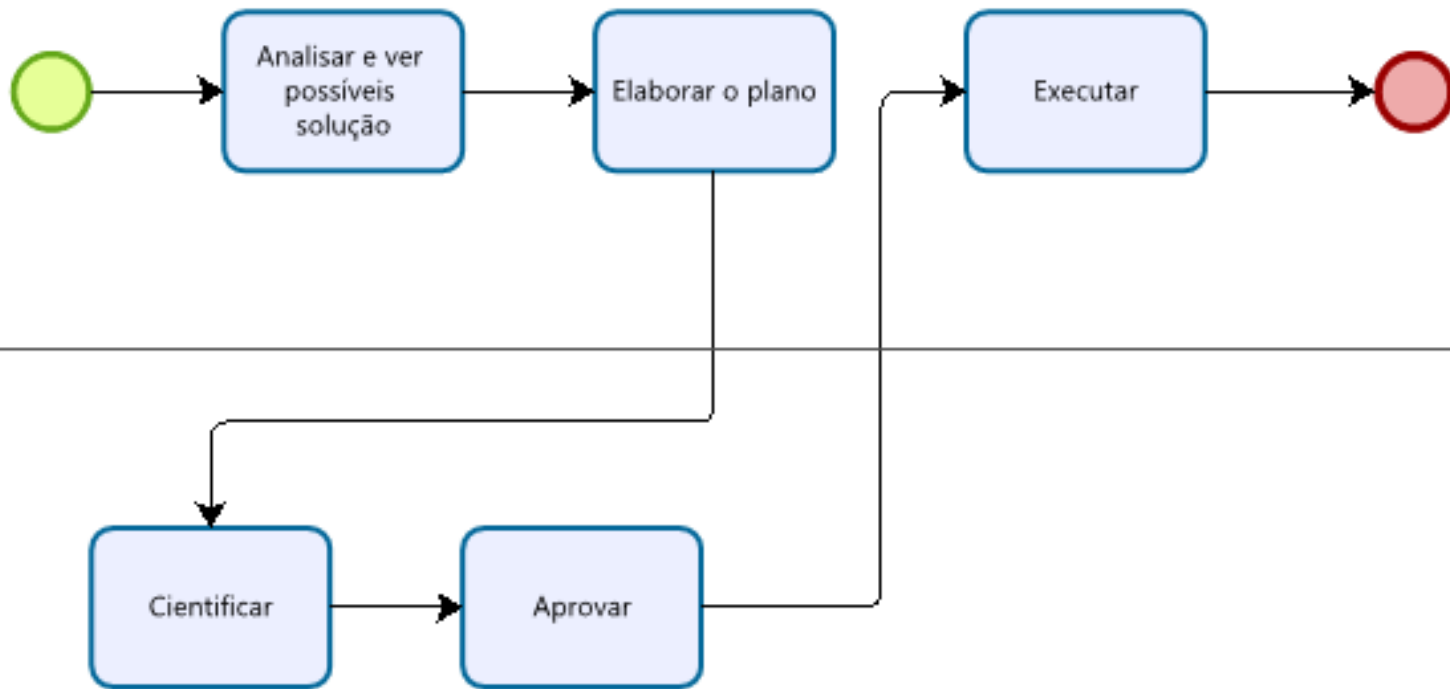 Analisar e ver
possíveis
solução
Elaborar o plano
Executar
Cientificar
Aprovar